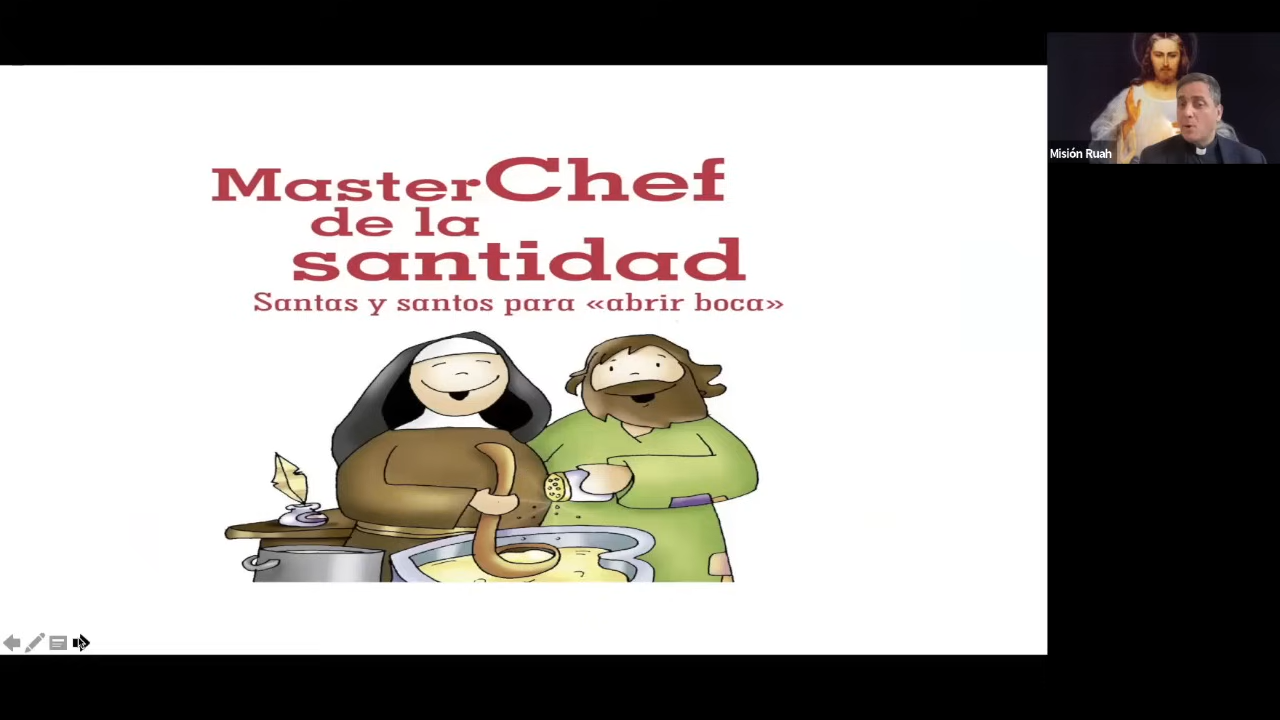 MasterChef
de la
santidad
Santas y santos para «abrir boca»
Misión Ruah